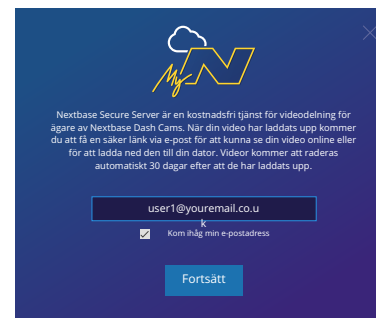 My N
Nextbase Secure Server är en kostnadsfri tjänst för videodelning för
ägare av Nextbase Dash Cams. När din video har laddats upp kommer
du att få en säker länk via e-post för att kunna se din video online eller
för att ladda ned den till din dator. Videor kommer att raderas
automatiskt 30 dagar efter att de har laddats upp.
user1@youremail.co.u
k
Kom ihåg min e-postadress
Fortsätt